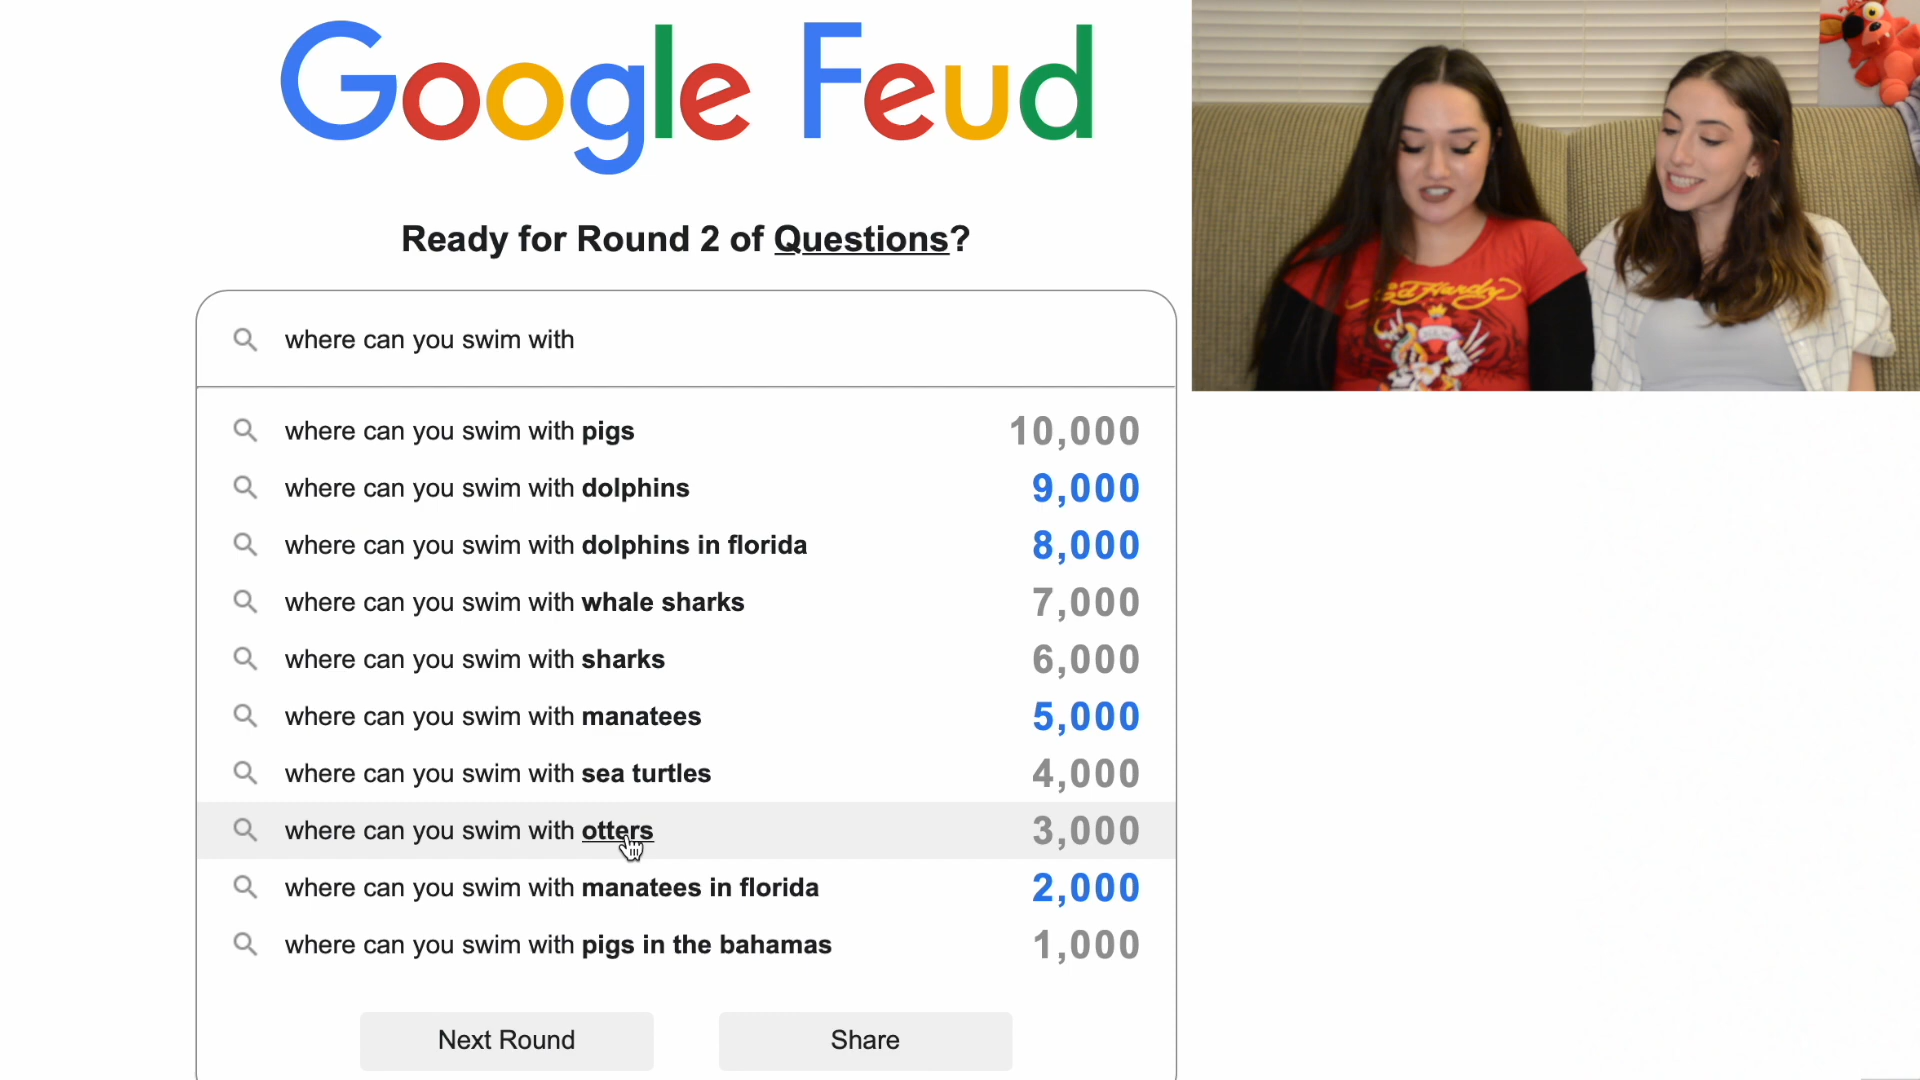 Google Feud
Ready for Round 2 of Questions?
where can you swim with
where can you swim with pigs 10,000
where can you swim with dolphins 9,000
where can you swim with dolphins in florida 8,000
where can you swim with whale sharks 7,000
where can you swim with sharks 6,000
where can you swim with manatees 5,000
where can you swim with sea turtles 4,000
where can you swim with otters 3,000
where can you swim with manatees in florida 2,000
where can you swim with pigs in the bahamas 1,000
Next Round
Share
Ed Hardy